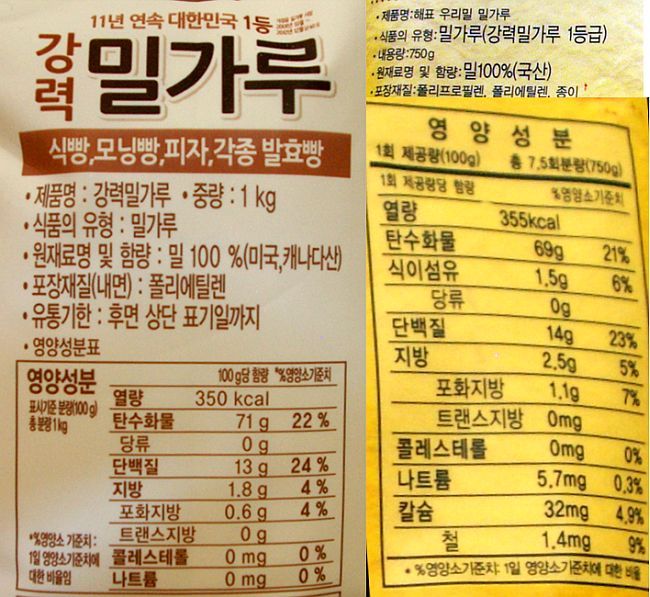 11년 연속 대한민국 1등
강력 밀가루
식빵,모닝빵,피자,각종 발효빵
•제품명 : 강력밀가루 •중량 : 1 kg
•식품의 유형 : 밀가루
•원재료명 및 함량 : 밀 100 %(미국,캐나다산)
•포장재질(내면) : 폴리에틸렌
•유통기한 : 후면 상단 표기일까지
•영양성분표
영양성분
표시기준 분량(100 g)
총 분량 1 kg
100 g당 함량 *%영양소기준치
열량 350 kcal
탄수화물 71 g 22 %
당류 0 g
단백질 13 g 24 %
지방 1.8 g 4 %
포화지방 0.6 g 4 %
트랜스지방 0 g
콜레스테롤 0 mg 0 %
나트륨 0 mg 0 %
*%영양소 기준치 :
1일 영양소기준치에
대한 비율임
•제품명:해표 우리밀 밀가루
•식품의 유형:밀가루(강력밀가루 1등급)
•내용량:750g
•원재료명 및 함량:밀100%(국산)
•포장재질:폴리프로필렌, 폴리에틸렌, 종이
영양성분
1회 제공량(100g) 총 7.5회분량(750g)
1회 제공량당 함량 %영양소기준치
열량 355kcal
탄수화물 69g 21%
식이섬유 1.5g 6%
당류 0g
단백질 14g 23%
지방 2.5g 5%
포화지방 1.1g 7%
트랜스지방 0mg
콜레스테롤 0mg 0%
나트륨 5.7mg 0.3%
칼슘 32mg 4.9%
철 1.4mg 9%
* %영양소기준치: 1일 영양소기준치에 대한 비율